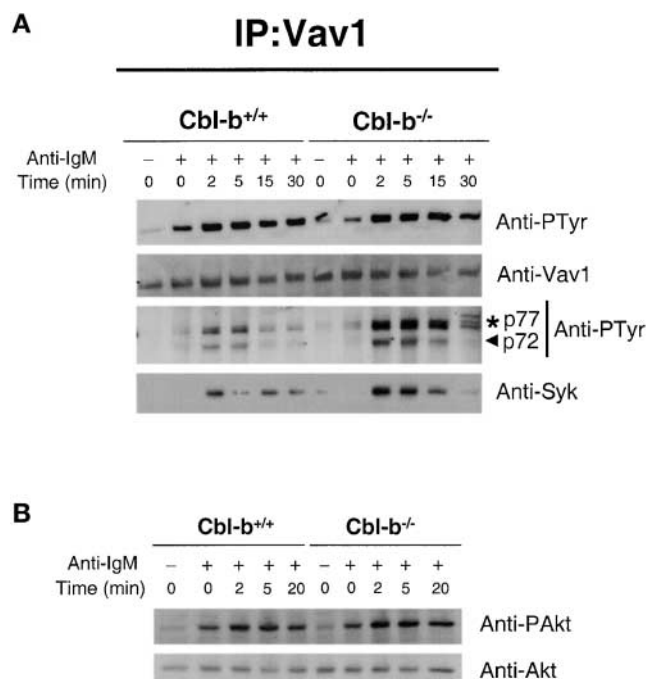 A
IP:Vav1
Cbl-b+/+ Cbl-b-/-
Anti-IgM − + + + + + − + + + + +
Time (min) 0 0 2 5 15 30 0 0 2 5 15 30
Anti-PTyr
Anti-Vav1
* p77
Anti-PTyr
◄ p72
Anti-Syk
B
Cbl-b+/+ Cbl-b-/-
Anti-IgM − + + + + − + + + +
Time (min) 0 0 2 5 20 0 0 2 5 20
Anti-PAkt
Anti-Akt